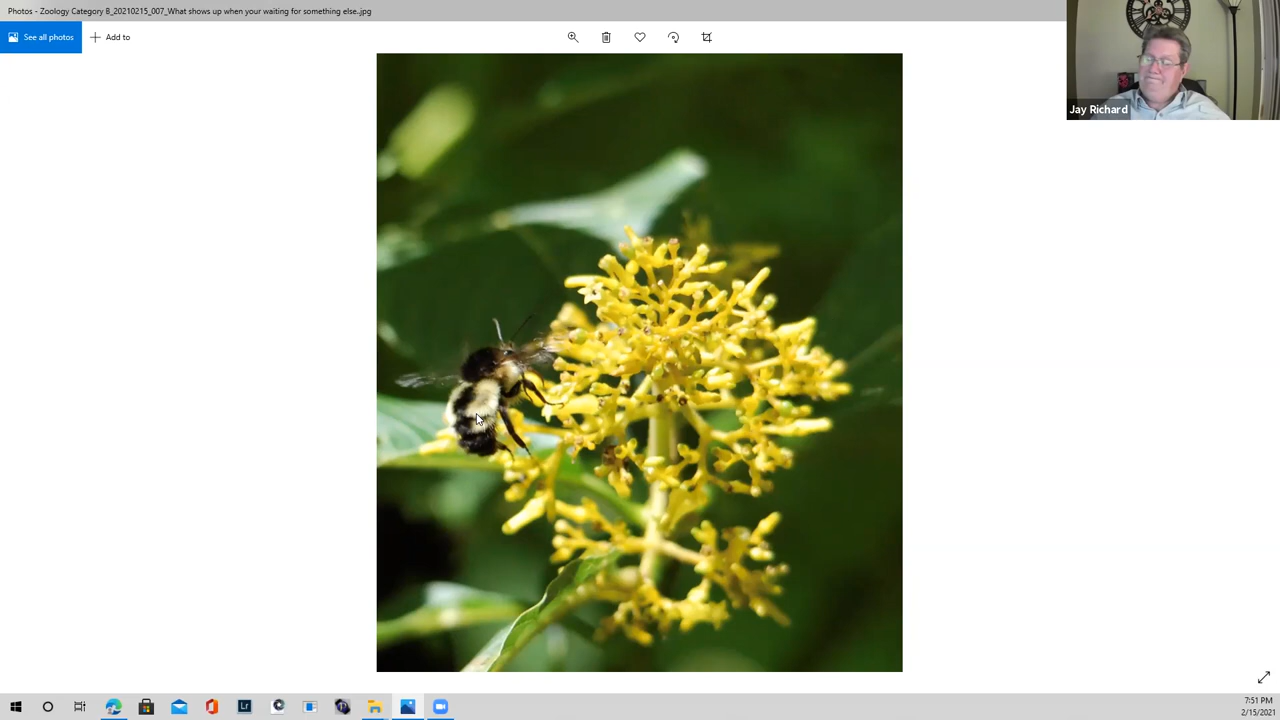 Photos - Zoology Category B_20210215_007_What shows up when your waiting for something else..jpg
See all photos
Add to
Jay Richard
Lr
7:51 PM
2/15/2021